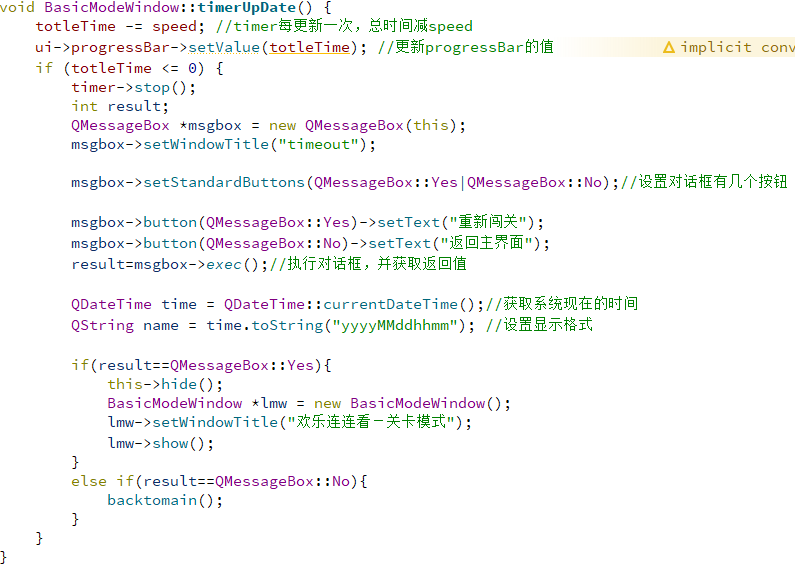 void BasicModeWindow::timerUpDate() {
    totleTime -= speed; //timer每更新一次，总时间减speed
    ui->progressBar->setValue(totleTime); //更新progressBar的值 implicit conv
    if (totleTime <= 0) {
        timer->stop();
        int result;
        QMessageBox *msgbox = new QMessageBox(this);
        msgbox->setWindowTitle("timeout");
        msgbox->setStandardButtons(QMessageBox::Yes|QMessageBox::No);//设置对话框有几个按钮
        msgbox->button(QMessageBox::Yes)->setText("重新闯关");
        msgbox->button(QMessageBox::No)->setText("返回主界面");
        result=msgbox->exec();//执行对话框，并获取返回值
        QDateTime time = QDateTime::currentDateTime();//获取系统现在的时间
        QString name = time.toString("yyyyMMddhhmm"); //设置显示格式
        if(result==QMessageBox::Yes){
            this->hide();
            BasicModeWindow *lmw = new BasicModeWindow();
            lmw->setWindowTitle("欢乐连连看－关卡模式");
            lmw->show();
        }
        else if(result==QMessageBox::No){
            backtomain();
        }
    }
}